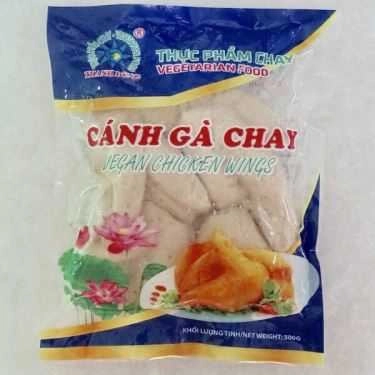 THỰC PHẨM CHAY
VEGETARIAN FOOD
CÁNH GÀ CHAY
VEGAN CHICKEN WINGS
KHỐI LƯỢNG TỊNH/NET WEIGHT: 300G